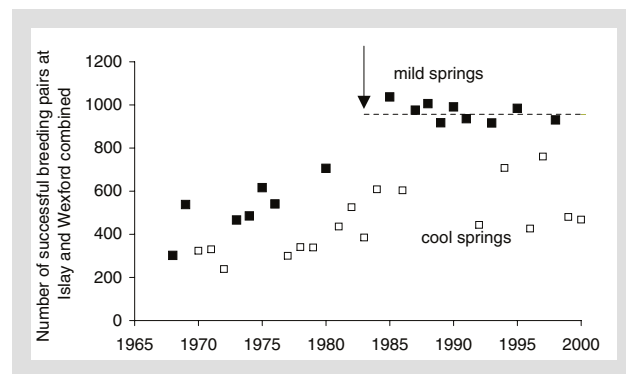 Number of successful breeding pairs at
Islay and Wexford combined
1200
1000
800
600
400
200
0
mild springs
cool springs
1965 1970 1975 1980 1985 1990 1995 2000